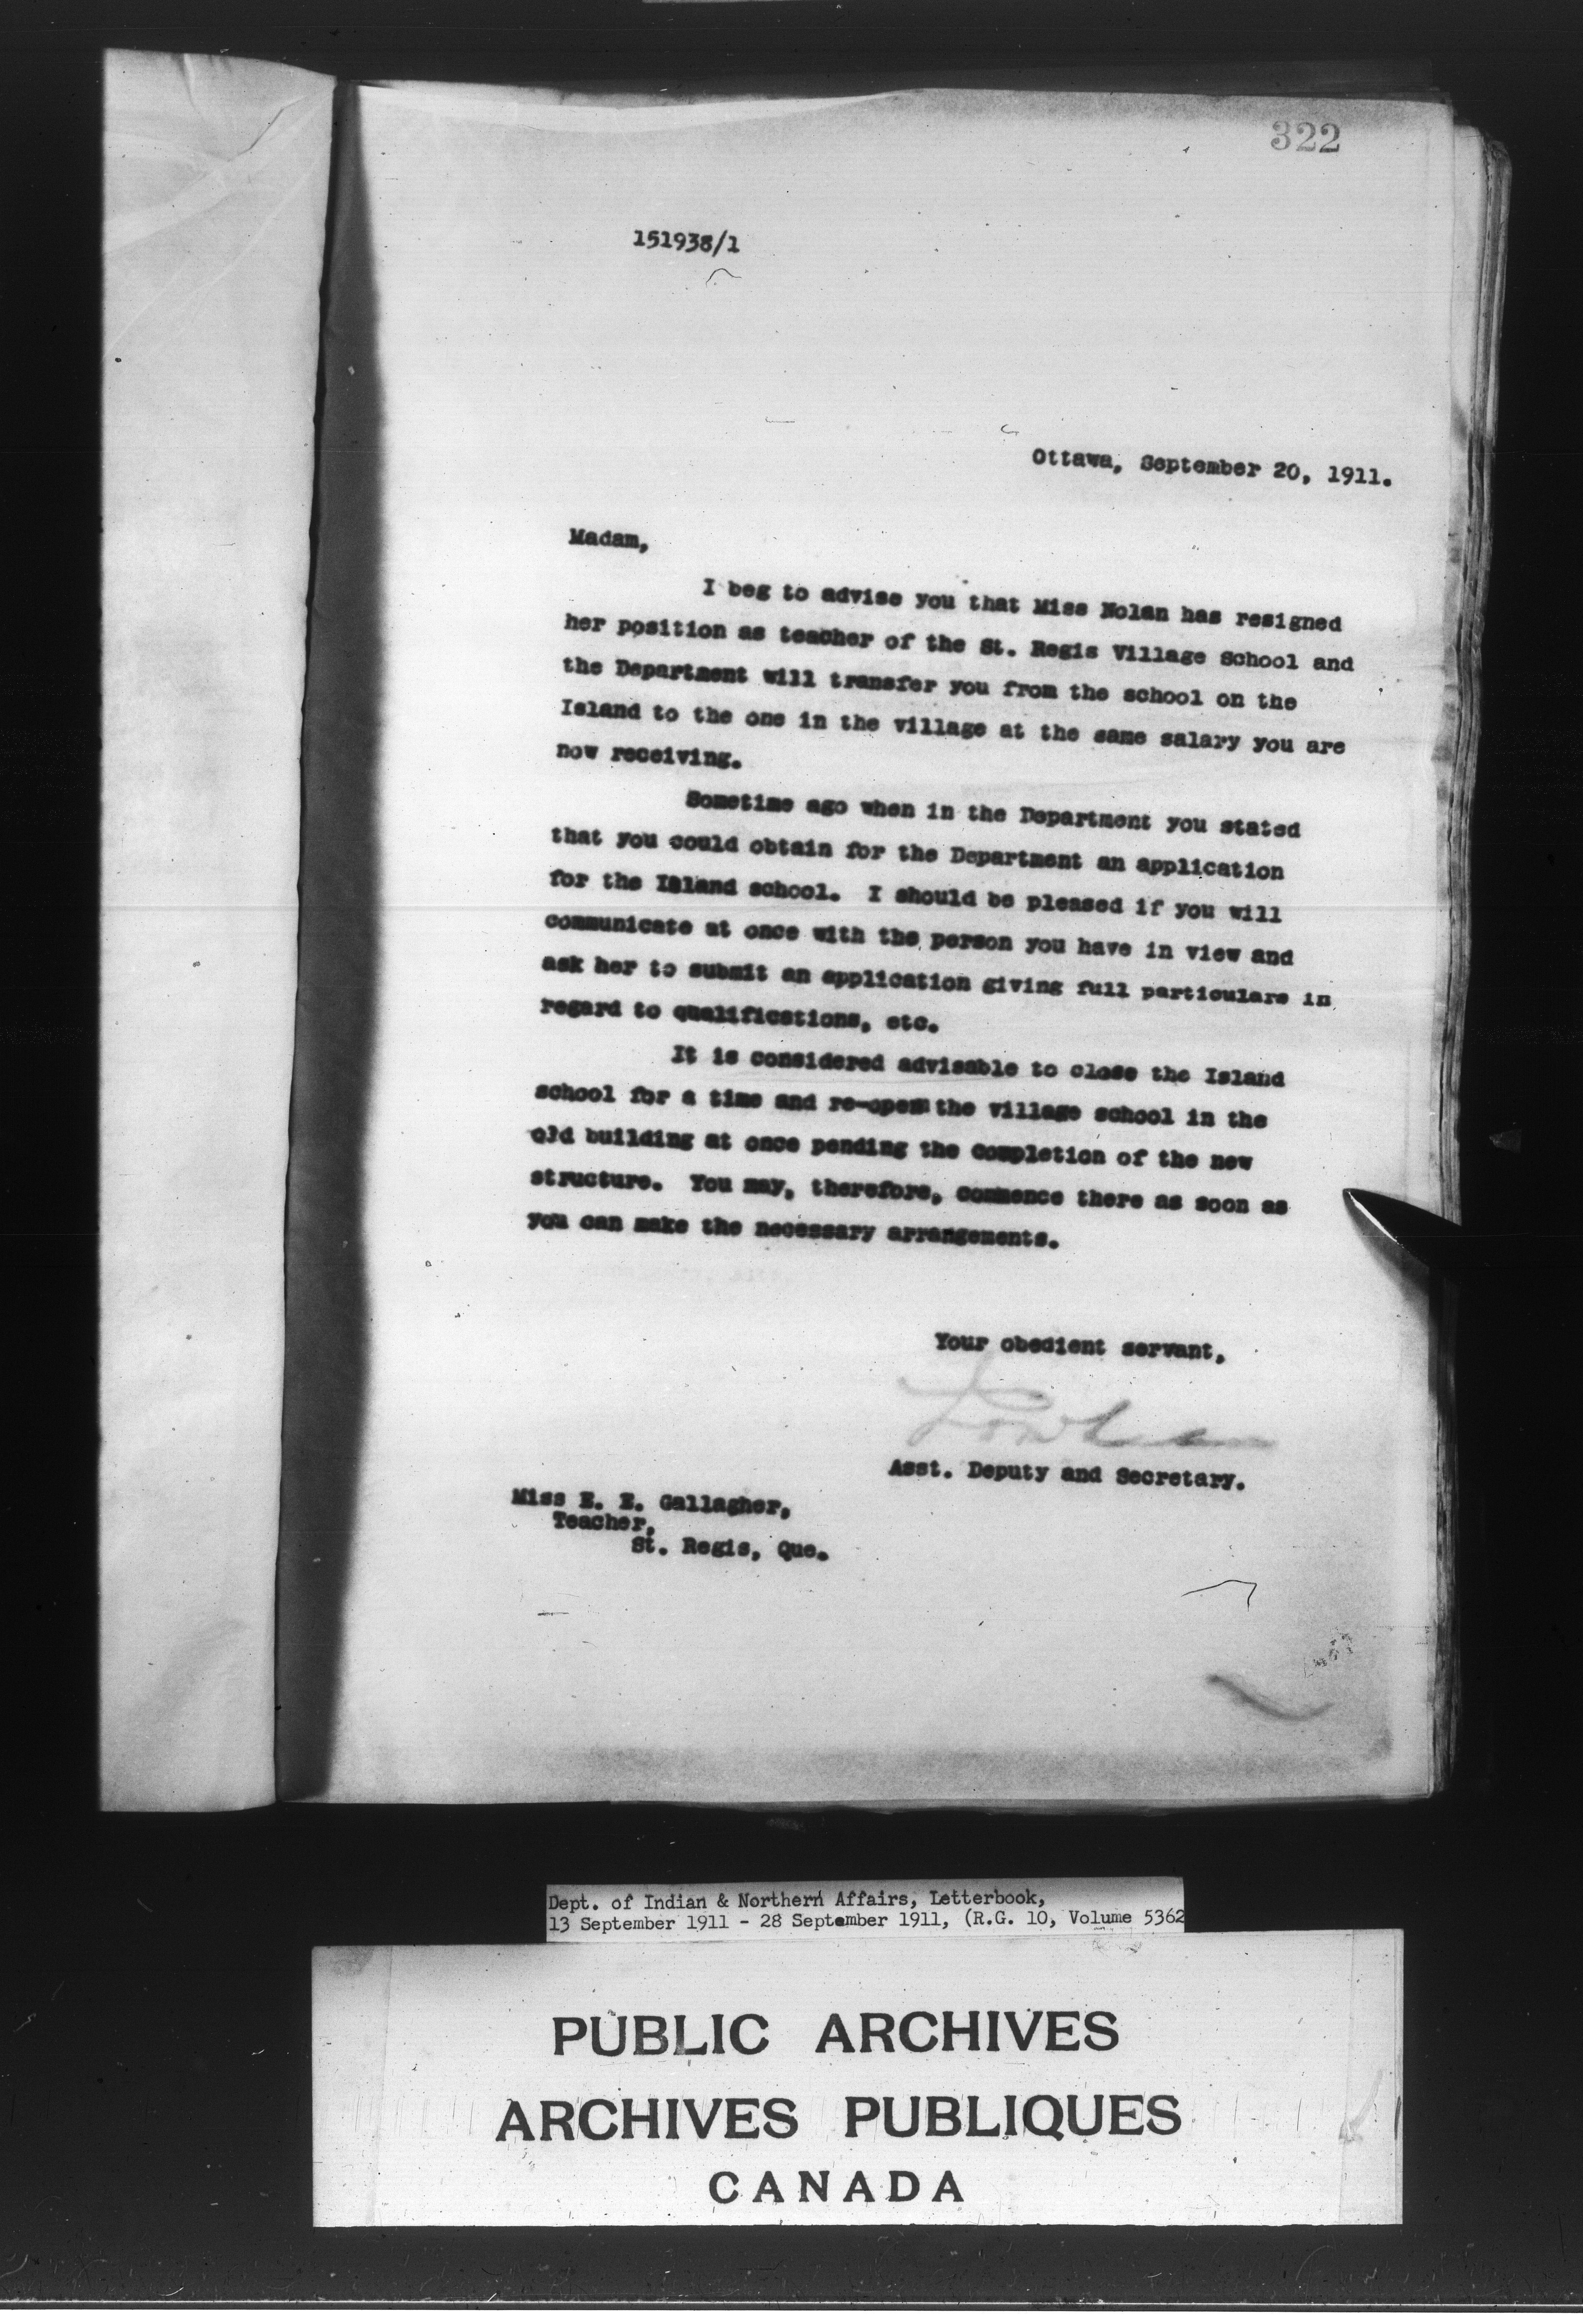 322
151938/1
Ottawa, September 20, 1911.
Madam,
I beg to advise you that Miss Nolan has resigned
her position as teacher of the St. Regis Village School and
the Department will transfer you from the school on the
Island to the one in the village at the same salary you are
now receiving.
Sometime ago when in the Department you stated
that you could obtain for the Department an application
for the Island school. I should be pleased if you will
communicate at once with the person you have in view and
ask her to submit an application giving full particulars in
regard to qualifications, etc.
It is considered advisable to close the Island
school for a time and re-open the village school in the
old building at once pending the completion of the new
structure. You may, therefore, commence there as soon as
you can make the necessary arrangements.
Your obedient servant,
Asst. Deputy and Secretary.
Miss E. E. Gallagher,
Teacher,
St. Regis, Que.
Dept. of Indian & Northern Affairs, Letterbook,
13 September 1911 - 28 September 1911, (R.G. 10, Volume 5362
PUBLIC ARCHIVES
ARCHIVES PUBLIQUES
CANADA